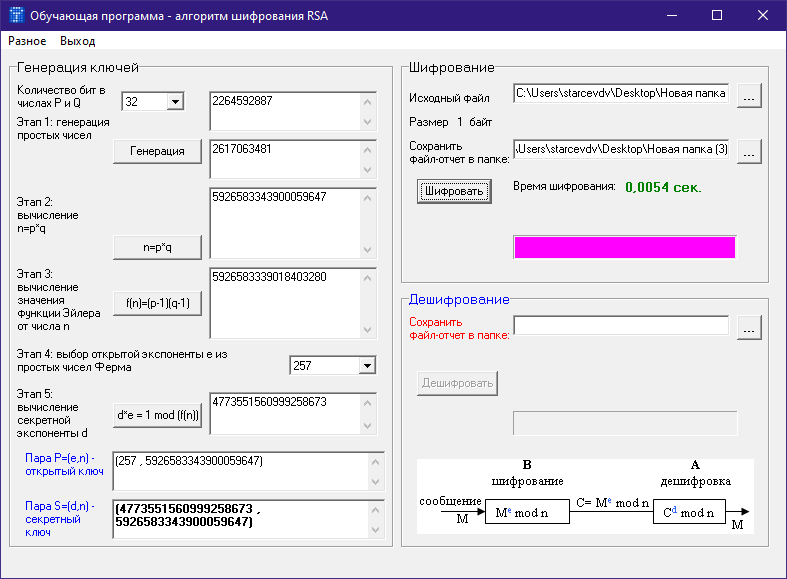 Обучающая программа - алгоритм шифрования RSA
Разное Выход
Генерация ключей
Количество бит в
числах P и Q
32
2264592887
Этап 1: генерация
простых чисел
Генерация
2617063481
Этап 2:
вычисление
n=p*q
n=p*q
5926583343900059647
Этап 3:
вычисление
значения
функции Эйлера
от числа n
f(n)=(p-1)(q-1)
5926583339018403280
Этап 4: выбор открытой экспоненты e из
простых чисел Ферма
257
Этап 5:
вычисление
секретной
экспоненты d
d*e = 1 mod (f(n))
4773551560999258673
Пара P=(e,n) -
открытый ключ
(257 , 5926583343900059647)
Пара S=(d,n) -
секретный
ключ
(4773551560999258673 ,
5926583343900059647)
Шифрование
Исходный файл
C:\Users\starcevdv\Desktop\Новая папка
...
Размер 1 байт
Сохранить
файл-отчет в папке:
\Users\starcevdv\Desktop\Новая папка (3)
...
Шифровать
Время шифрования: 0,0054 сек.
Дешифрование
Сохранить
файл-отчет в папке:
...
Дешифровать
B
шифрование
A
дешифровка
сообщение
M
Mᵉ mod n
C= Mᵉ mod n
Cᵈ mod n
M